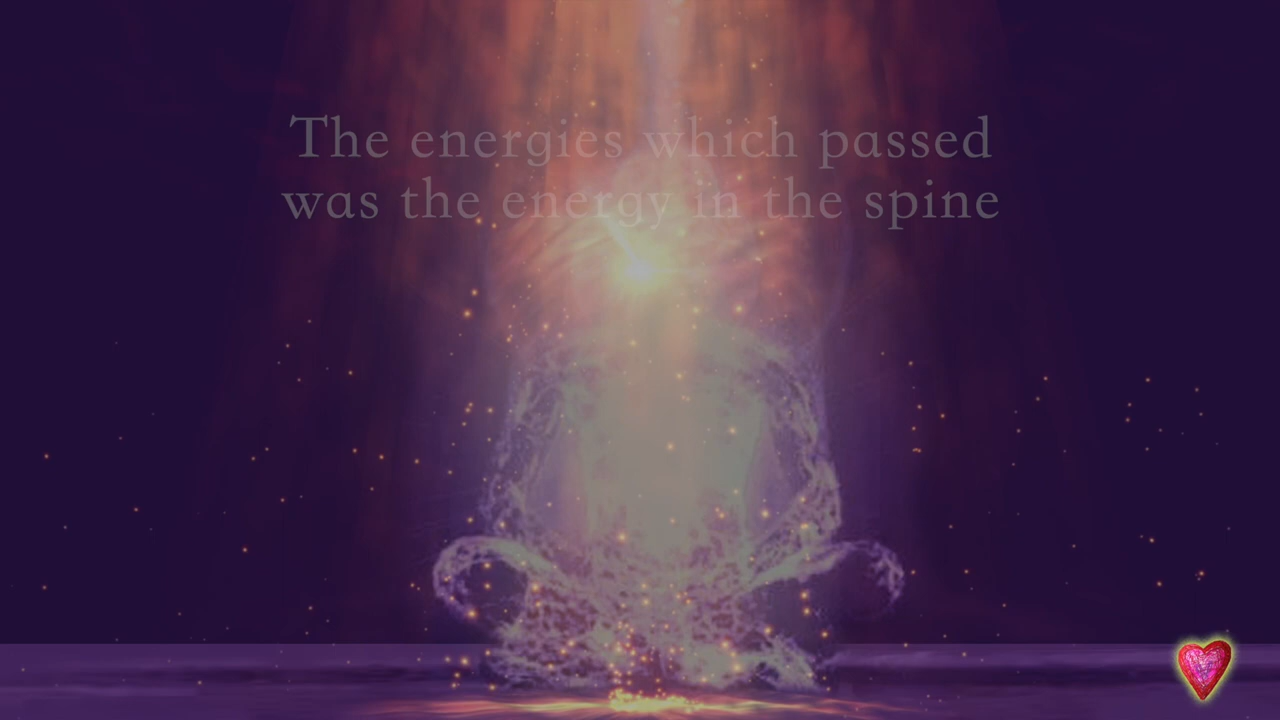 The energies which passed
was the energy in the spine